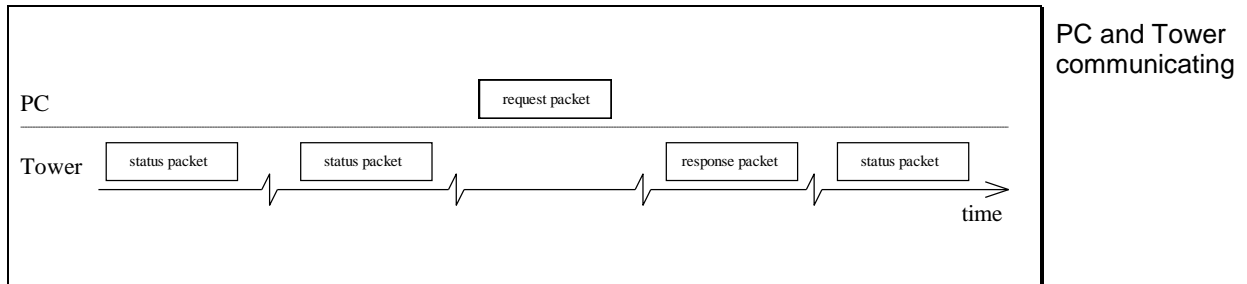 PC and Tower
communicating
PC
request packet
Tower
status packet
status packet
response packet
status packet
time